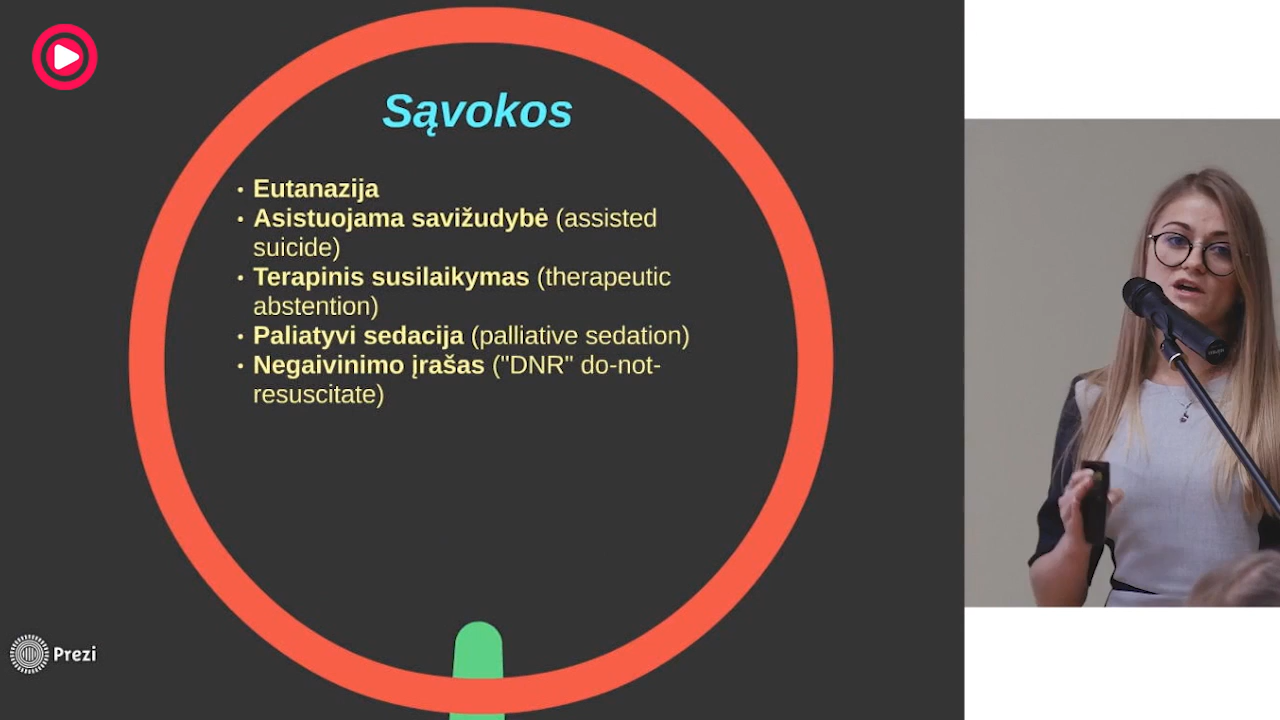 Sąvokos
• Eutanazija
• Asistuojama savižudybė (assisted
suicide)
• Terapinis susilaikymas (therapeutic
abstention)
• Paliatyvi sedacija (palliative sedation)
• Negaivinimo įrašas ("DNR" do-not-
resuscitate)
Prezi